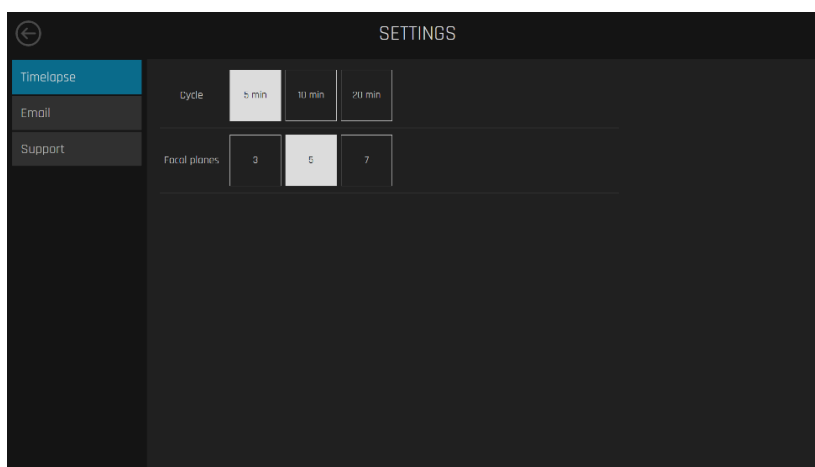 SETTINGS
Timelapse
Email
Support
Cycle 5 min 10 min 20 min
Focal planes 3 5 7